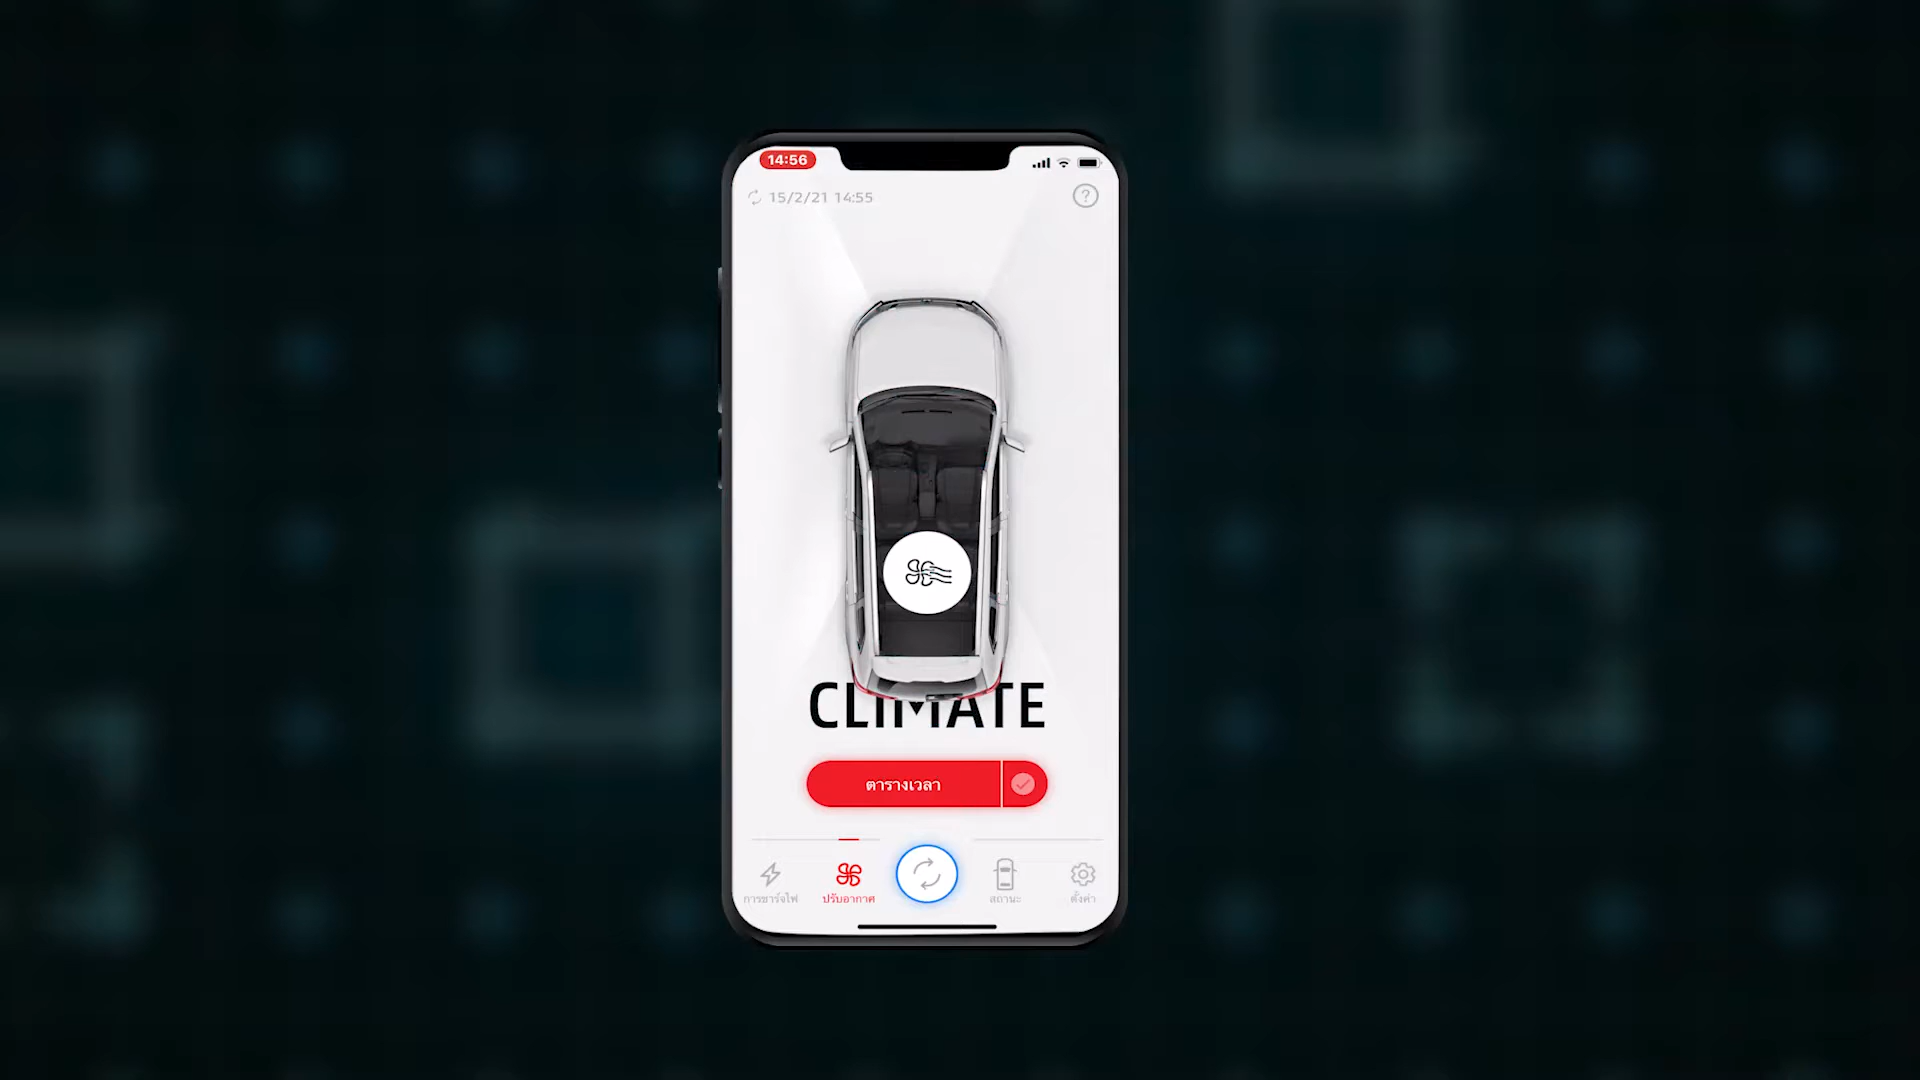 14:56
15/2/21 14:55
?
CLIMATE
ตารางเวลา
การชาร์จไฟ
ปรับอากาศ
สถานะ
ตั้งค่า